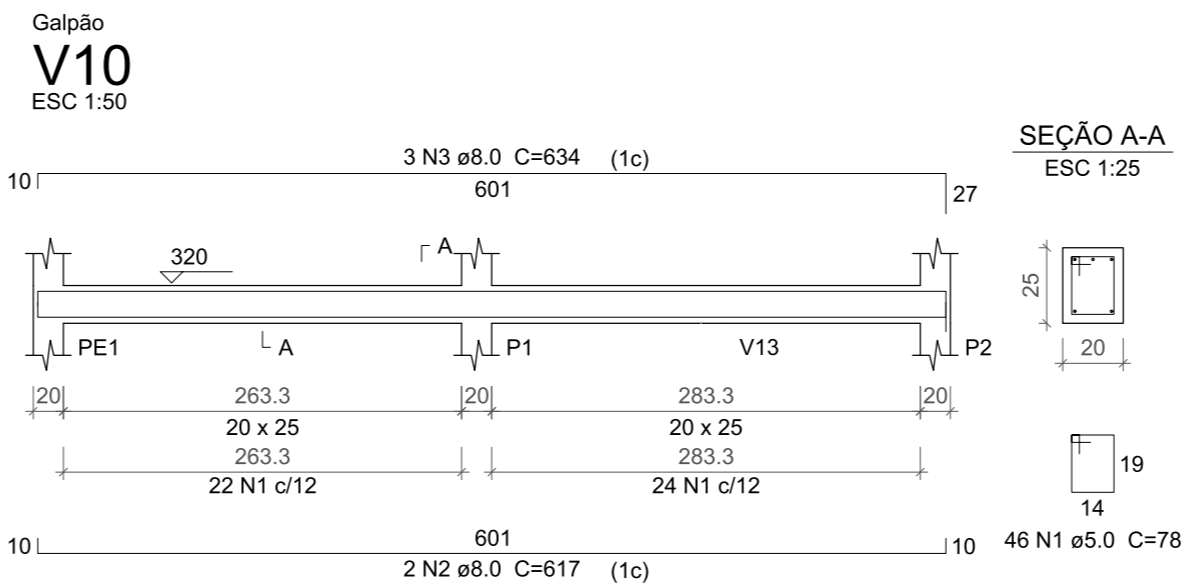 Galpão
V10
ESC 1:50
SEÇÃO A-A
ESC 1:25
3 N3 ø8.0 C=634 (1c)
10
601
27
A
320
25
PE1
A
P1
V13
P2
20
20
263.3
20
283.3
20
20 x 25
20 x 25
263.3
283.3
22 N1 c/12
24 N1 c/12
19
14
46 N1 ø5.0 C=78
10
601
10
2 N2 ø8.0 C=617 (1c)